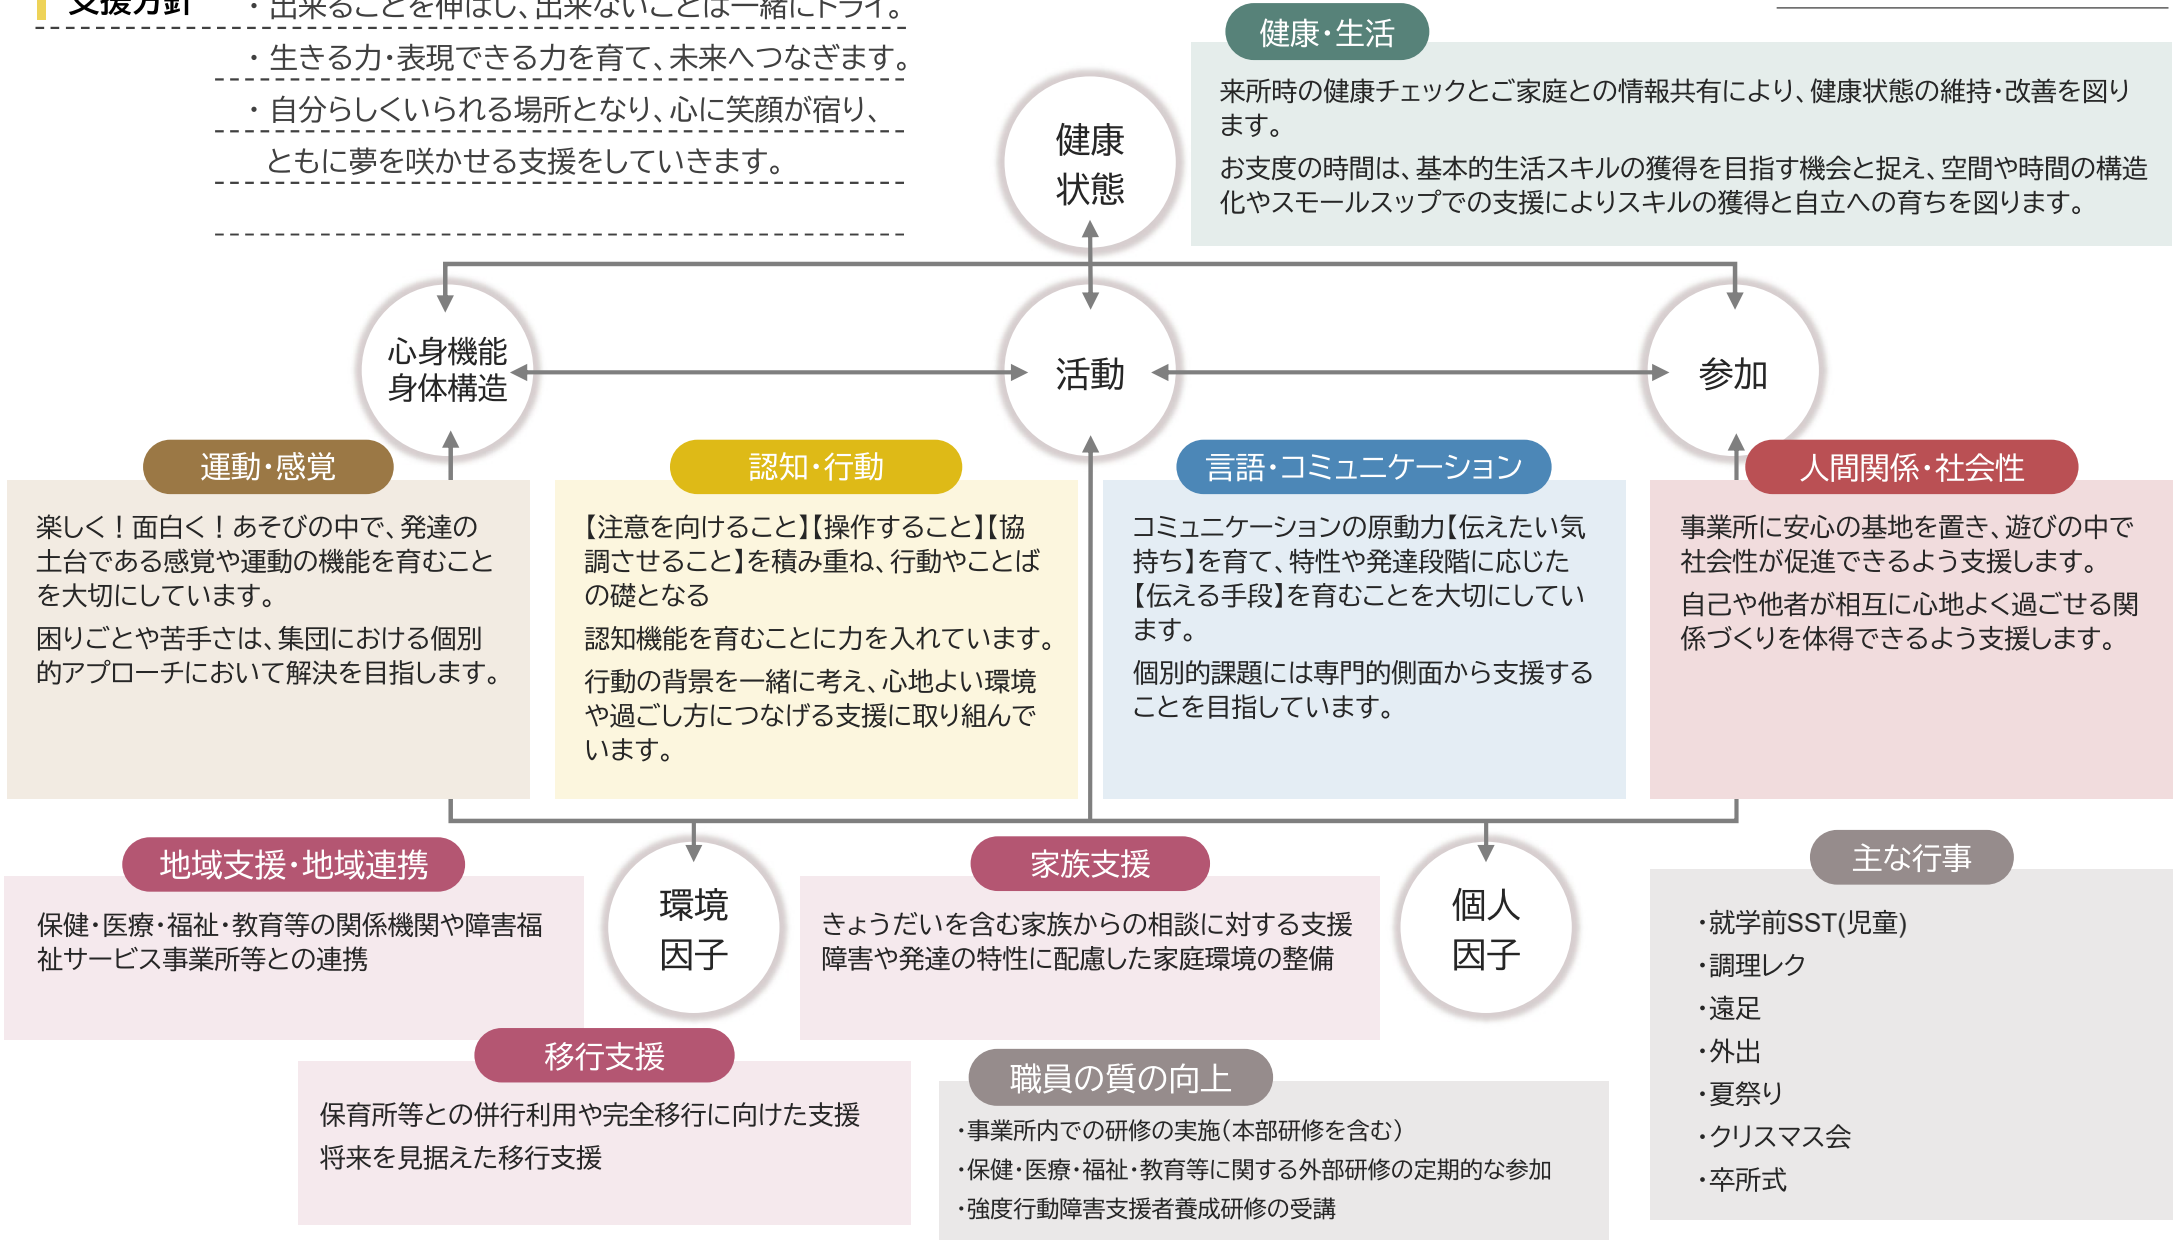 支援方針
・ 出来ることを伸ばし、出来ないことは一緒にトライ。
・ 生きる力・表現できる力を育て、未来へつなぎます。
・ 自分らしくいられる場所となり、心に笑顔が宿り、
ともに夢を咲かせる支援をしていきます。
健康・生活
来所時の健康チェックとご家庭との情報共有により、健康状態の維持・改善を図り
ます。
お支度の時間は、基本的生活スキルの獲得を目指す機会と捉え、空間や時間の構造
化やスモールスップでの支援によりスキルの獲得と自立への育ちを図ります。
健康
状態
心身機能
身体構造
活動
参加
運動・感覚
楽しく！面白く！あそびの中で、発達の
土台である感覚や運動の機能を育むこと
を大切にしています。
困りごとや苦手さは、集団における個別
的アプローチにおいて解決を目指します。
認知・行動
【注意を向けること】【操作すること】【協
調させること】を積み重ね、行動やことば
の礎となる
認知機能を育むことに力を入れています。
行動の背景を一緒に考え、心地よい環境
や過ごし方につなげる支援に取り組んで
います。
言語・コミュニケーション
コミュニケーションの原動力【伝えたい気
持ち】を育て、特性や発達段階に応じた
【伝える手段】を育むことを大切にしてい
ます。
個別的課題には専門的側面から支援する
ことを目指しています。
人間関係・社会性
事業所に安心の基地を置き、遊びの中で
社会性が促進できるよう支援します。
自己や他者が相互に心地よく過ごせる関
係づくりを体得できるよう支援します。
地域支援・地域連携
保健・医療・福祉・教育等の関係機関や障害福
祉サービス事業所等との連携
環境
因子
家族支援
きょうだいを含む家族からの相談に対する支援
障害や発達の特性に配慮した家庭環境の整備
個人
因子
主な行事
・就学前SST(児童)
・調理レク
・遠足
・外出
・夏祭り
・クリスマス会
・卒所式
移行支援
保育所等との併行利用や完全移行に向けた支援
将来を見据えた移行支援
職員の質の向上
・事業所内での研修の実施（本部研修を含む）
・保健・医療・福祉・教育等に関する外部研修の定期的な参加
・強度行動障害支援者養成研修の受講